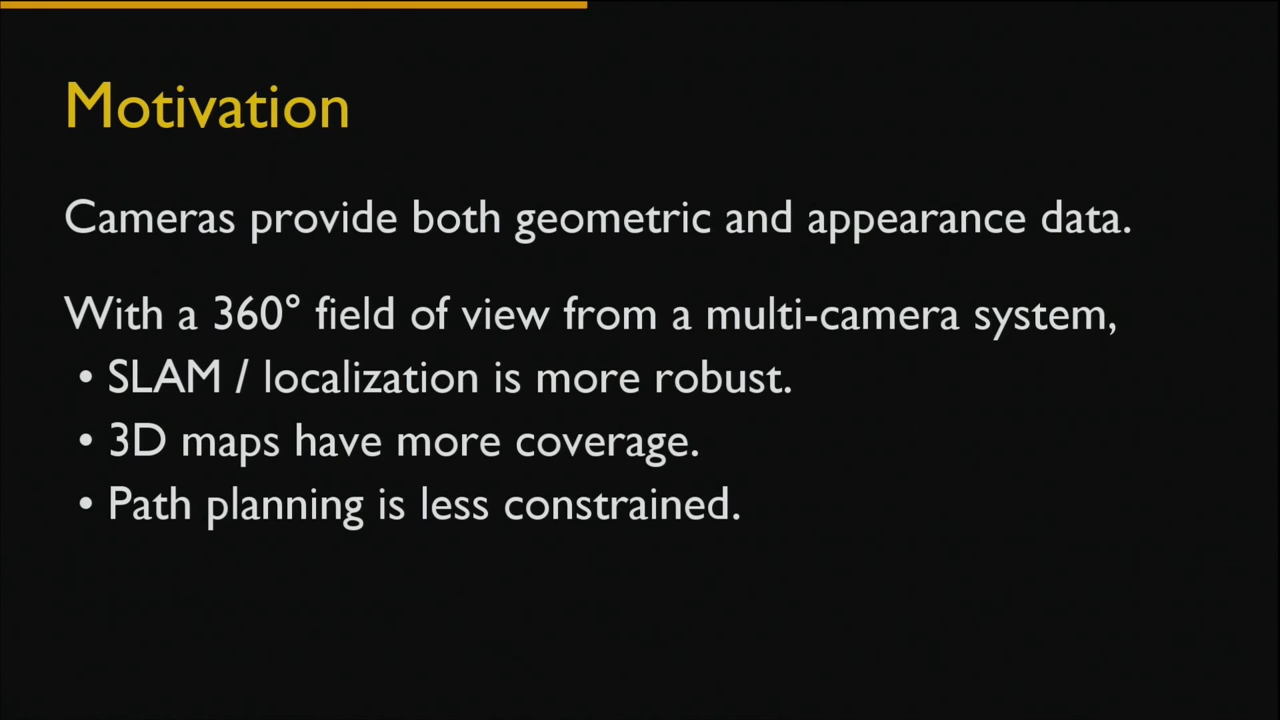 Motivation
Cameras provide both geometric and appearance data.
With a 360° field of view from a multi-camera system,
• SLAM / localization is more robust.
• 3D maps have more coverage.
• Path planning is less constrained.